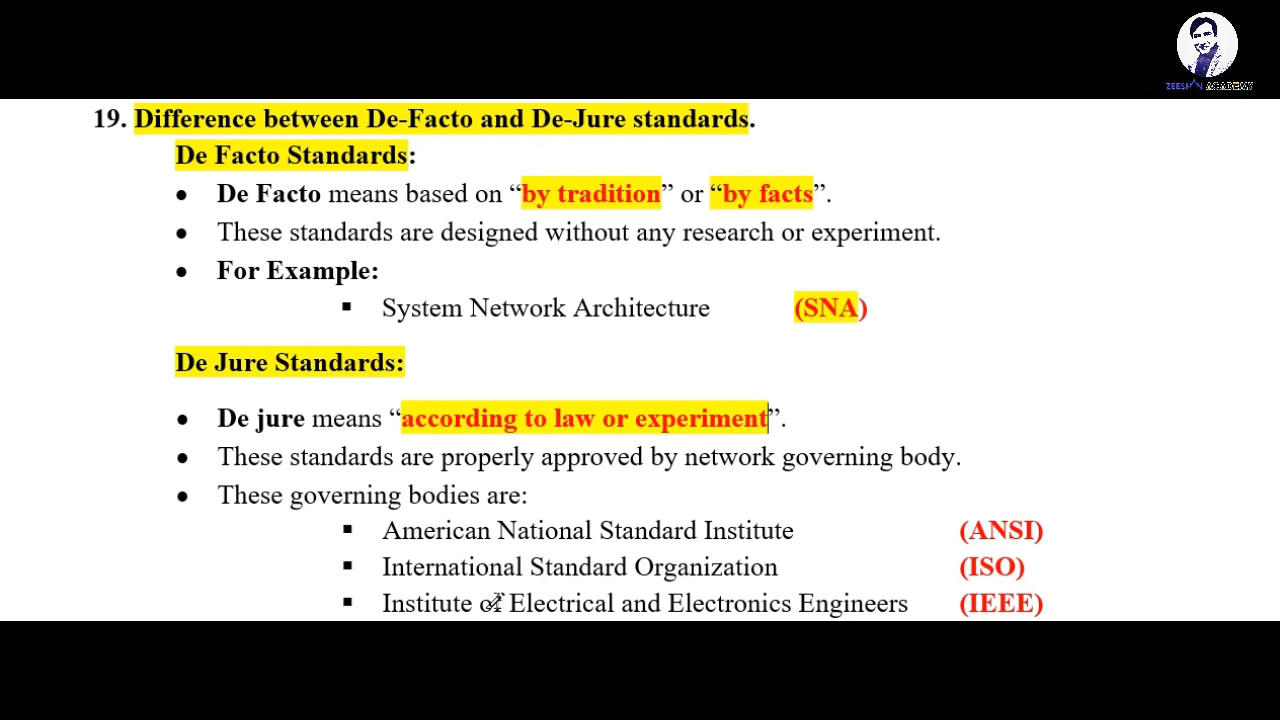 ZEESHAN ACADEMY
19. Difference between De-Facto and De-Jure standards.
De Facto Standards:
• De Facto means based on “by tradition” or “by facts”.
• These standards are designed without any research or experiment.
• For Example:
▪ System Network Architecture (SNA)
De Jure Standards:
• De jure means “according to law or experiment”.
• These standards are properly approved by network governing body.
• These governing bodies are:
▪ American National Standard Institute (ANSI)
▪ International Standard Organization (ISO)
▪ Institute of Electrical and Electronics Engineers (IEEE)